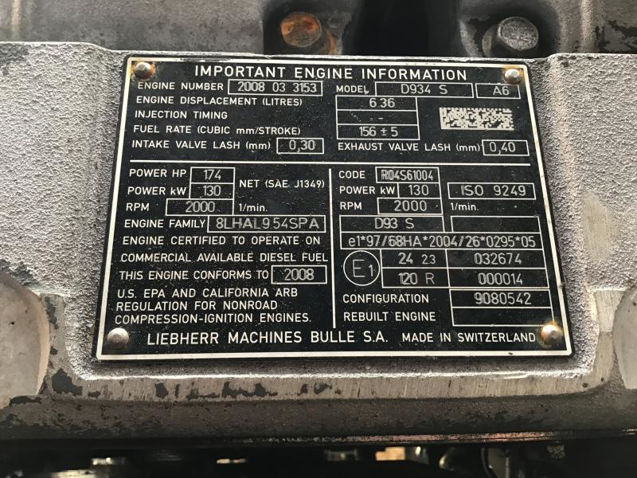 IMPORTANT ENGINE INFORMATION
ENGINE NUMBER 2008 03 3153 MODEL D934 S A6
ENGINE DISPLACEMENT (LITRES) 6.36
INJECTION TIMING - . -
FUEL RATE (CUBIC mm/STROKE) 156 ± 5
INTAKE VALVE LASH (mm) 0,30 EXHAUST VALVE LASH (mm) 0,40
POWER HP 174
POWER kW 130 NET (SAE J1349)
RPM 2000 1/min.
ENGINE FAMILY 8LHAL9.54SPA
ENGINE CERTIFIED TO OPERATE ON
COMMERCIAL AVAILABLE DIESEL FUEL
THIS ENGINE CONFORMS TO 2008
U.S. EPA AND CALIFORNIA ARB
REGULATION FOR NONROAD
COMPRESSION-IGNITION ENGINES.
CODE R04S61004
POWER kW 130 ISO 9249
RPM 2000 1/min.
D93 S
e1*97/68HA*2004/26*0295*05
E1 24 23 032674
120 R 000014
CONFIGURATION 9080542
REBUILT ENGINE
LIEBHERR MACHINES BULLE S.A. MADE IN SWITZERLAND